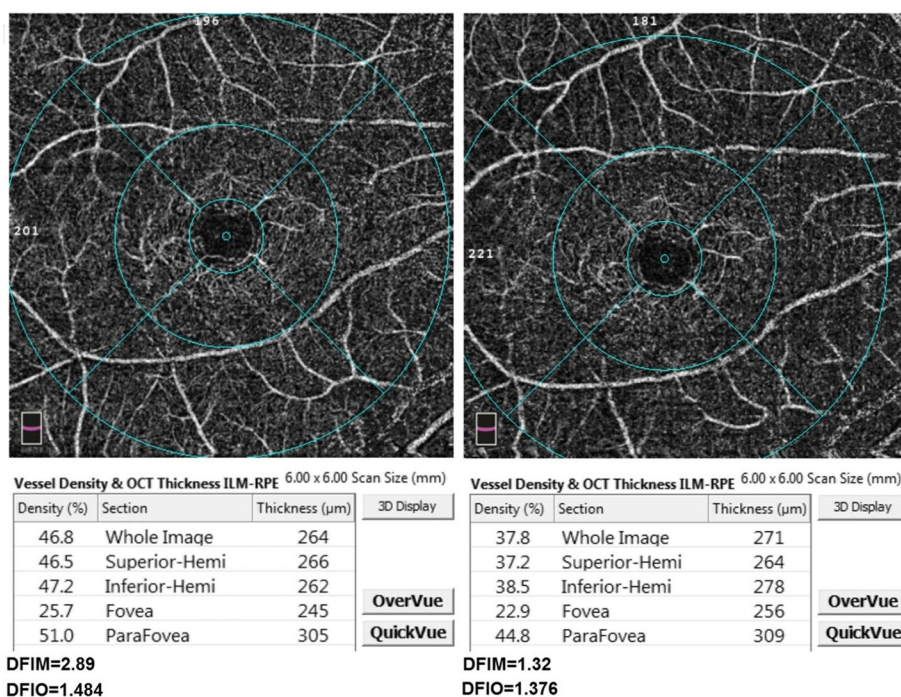 196
201
Vessel Density & OCT Thickness ILM-RPE 6.00 x 6.00 Scan Size (mm)
Density (%) Section Thickness (µm) 3D Display
46.8 Whole Image 264
46.5 Superior-Hemi 266
47.2 Inferior-Hemi 262
25.7 Fovea 245 OverVue
51.0 ParaFovea 305 QuickVue
DFIM=2.89
DFIO=1.484
181
221
Vessel Density & OCT Thickness ILM-RPE 6.00 x 6.00 Scan Size (mm)
Density (%) Section Thickness (µm) 3D Display
37.8 Whole Image 271
37.2 Superior-Hemi 264
38.5 Inferior-Hemi 278
22.9 Fovea 256 OverVue
44.8 ParaFovea 309 QuickVue
DFIM=1.32
DFIO=1.376